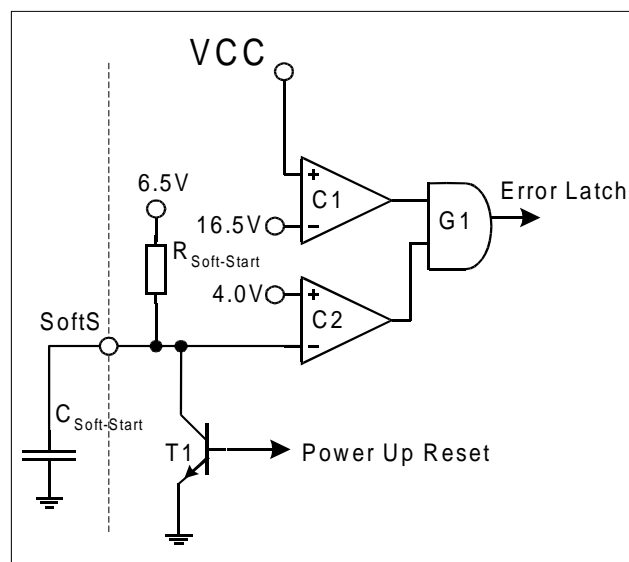 VCC
+
C1
-
6.5V
16.5V
R Soft-Start
G1
Error Latch
4.0V
+
C2
-
SoftS
C Soft-Start
T1
Power Up Reset